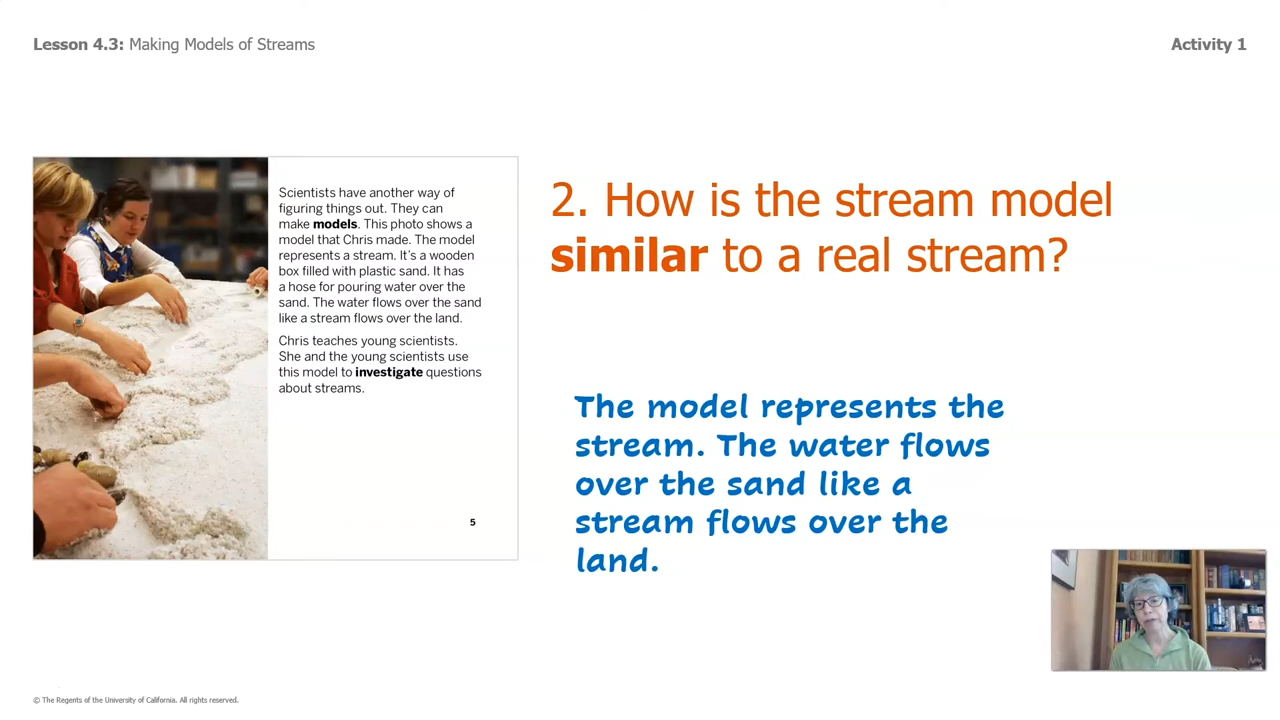 Lesson 4.3: Making Models of Streams
Activity 1
Scientists have another way of
figuring things out. They can
make models. This photo shows a
model that Chris made. The model
represents a stream. It's a wooden
box filled with plastic sand. It has
a hose for pouring water over the
sand. The water flows over the sand
like a stream flows over the land.
Chris teaches young scientists.
She and the young scientists use
this model to investigate questions
about streams.
5
2. How is the stream model
similar to a real stream?
The model represents the
stream. The water flows
over the sand like a
stream flows over the
land.
© The Regents of the University of California. All rights reserved.